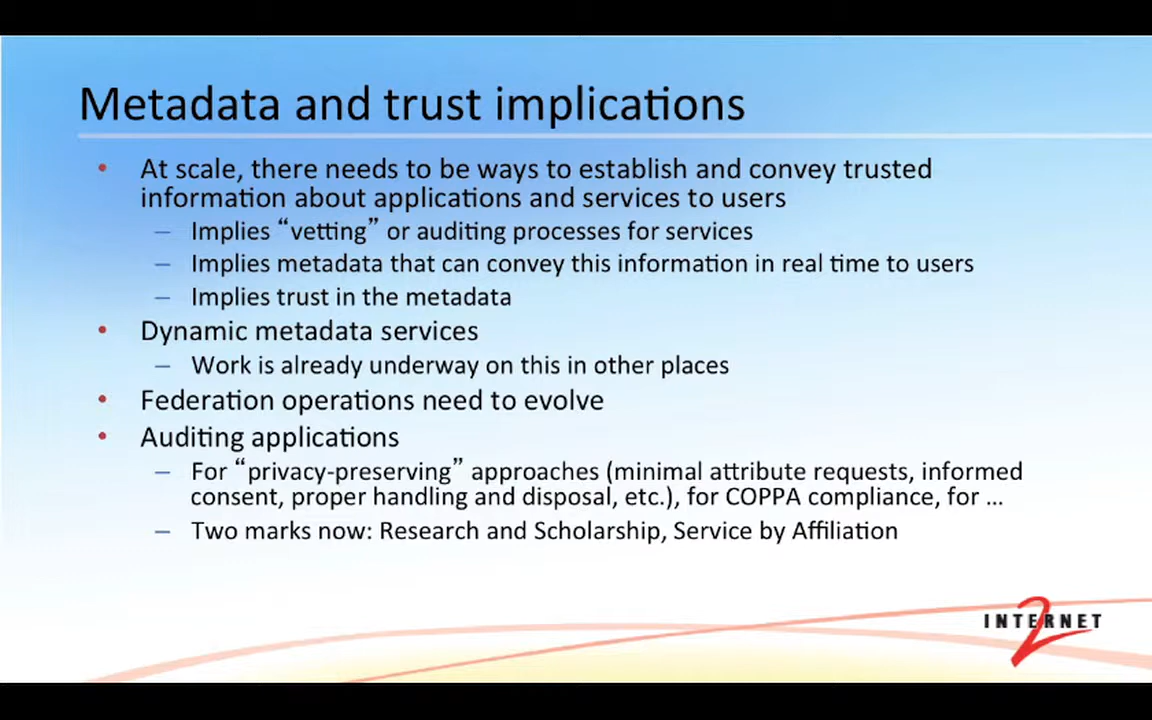 Metadata and trust implications
• At scale, there needs to be ways to establish and convey trusted
information about applications and services to users
– Implies “vetting” or auditing processes for services
– Implies metadata that can convey this information in real time to users
– Implies trust in the metadata
• Dynamic metadata services
– Work is already underway on this in other places
• Federation operations need to evolve
• Auditing applications
– For “privacy-preserving” approaches (minimal attribute requests, informed
consent, proper handling and disposal, etc.), for COPPA compliance, for …
– Two marks now: Research and Scholarship, Service by Affiliation
INTERNET
2